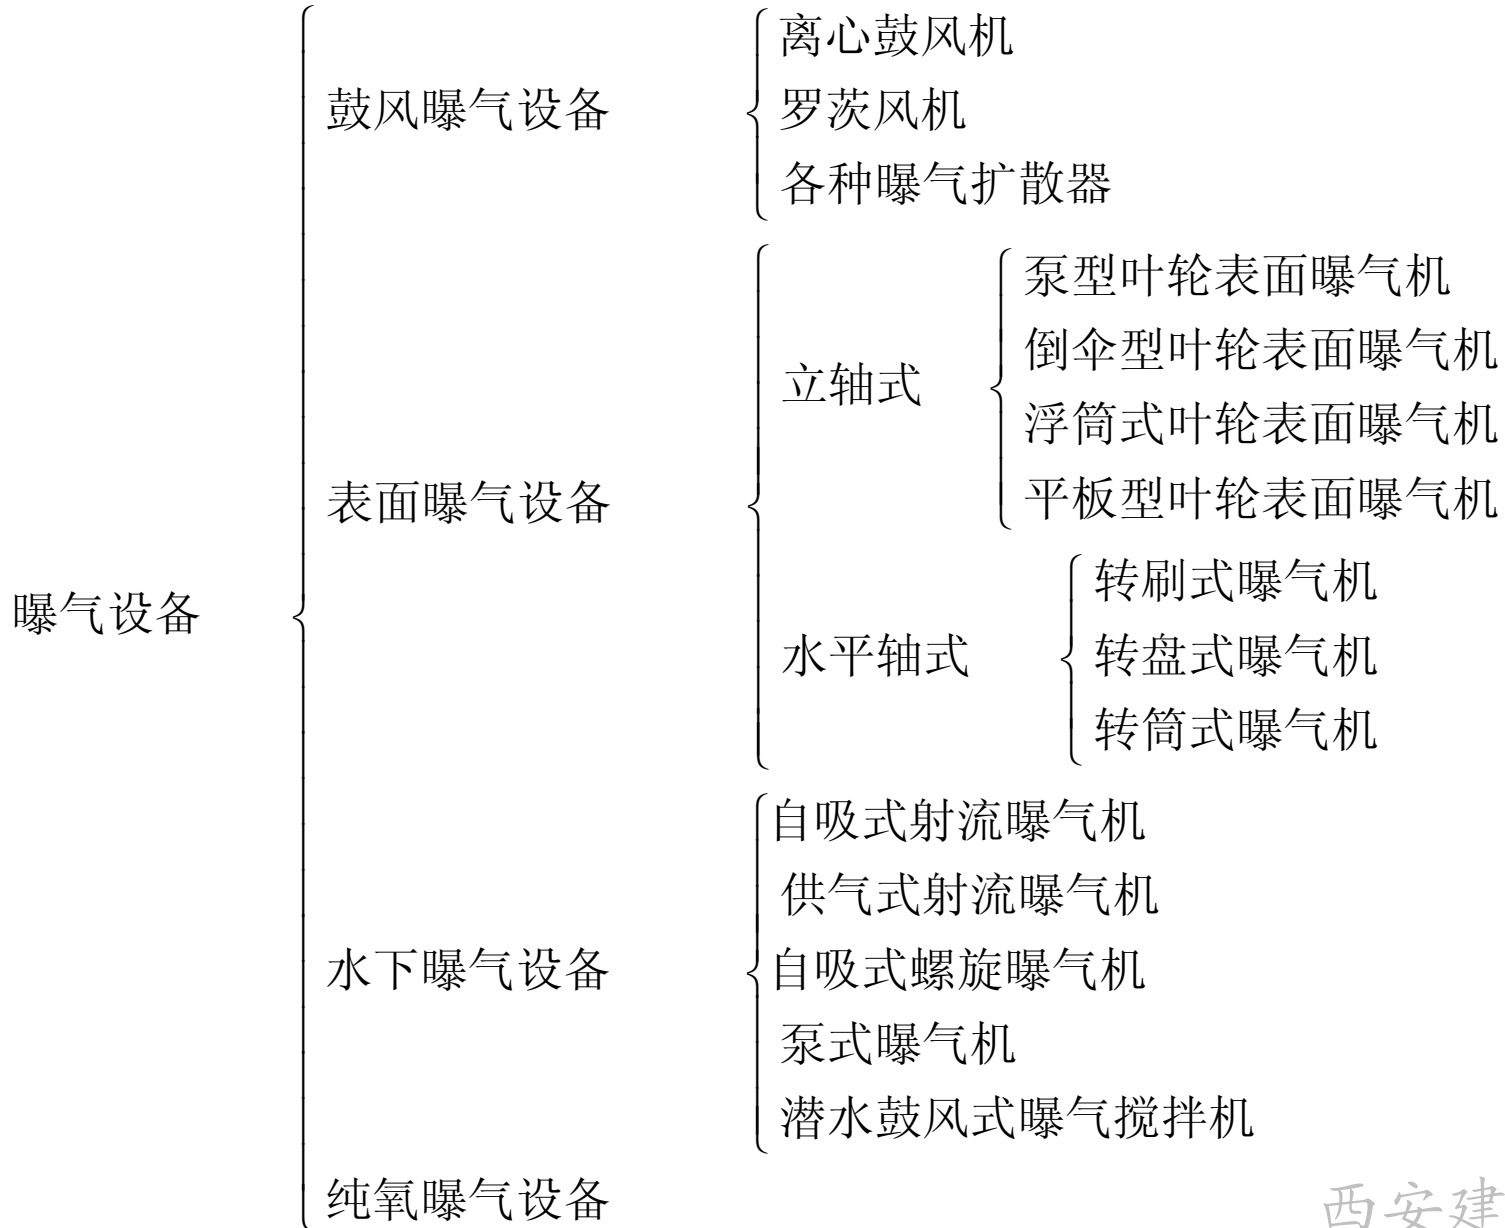 曝气设备
鼓风曝气设备
离心鼓风机
罗茨风机
各种曝气扩散器
表面曝气设备
立轴式
泵型叶轮表面曝气机
倒伞型叶轮表面曝气机
浮筒式叶轮表面曝气机
平板型叶轮表面曝气机
水平轴式
转刷式曝气机
转盘式曝气机
转筒式曝气机
水下曝气设备
自吸式射流曝气机
供气式射流曝气机
自吸式螺旋曝气机
泵式曝气机
潜水鼓风式曝气搅拌机
纯氧曝气设备
西安建